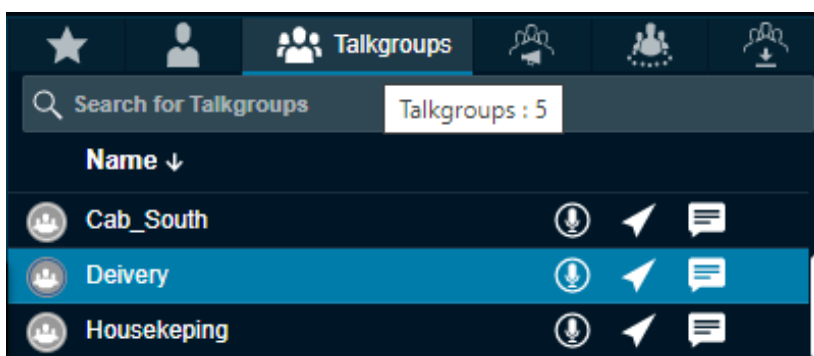 Talkgroups
Search for Talkgroups
Talkgroups : 5
Name ↓
Cab_South
Deivery
Housekeping